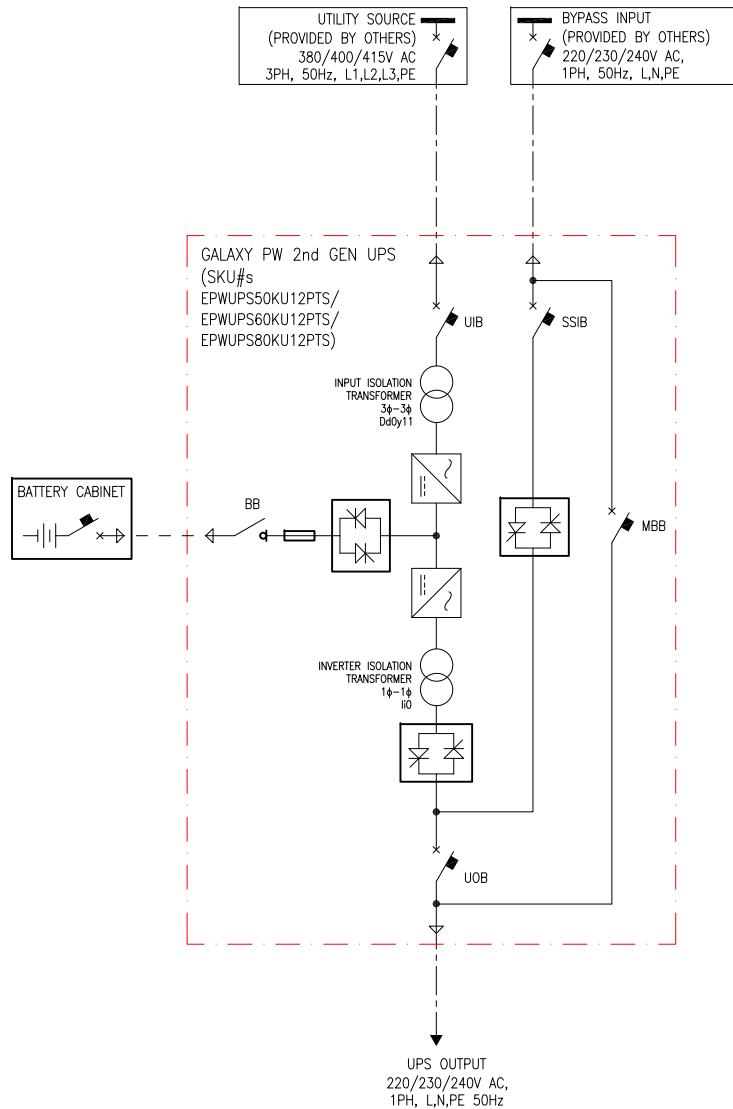 UTILITY SOURCE
(PROVIDED BY OTHERS)
380/400/415V AC
3PH, 50Hz, L1,L2,L3,PE
BYPASS INPUT
(PROVIDED BY OTHERS)
220/230/240V AC,
1PH, 50Hz, L,N,PE
GALAXY PW 2nd GEN UPS
(SKU#s
EPWUPS50KU12PTS/
EPWUPS60KU12PTS/
EPWUPS80KU12PTS)
UIB
SSIB
INPUT ISOLATION
TRANSFORMER
3ϕ-3ϕ
Dd0y11
BATTERY CABINET
BB
MBB
INVERTER ISOLATION
TRANSFORMER
1ϕ-1ϕ
Ii0
UOB
UPS OUTPUT
220/230/240V AC,
1PH, L,N,PE 50Hz